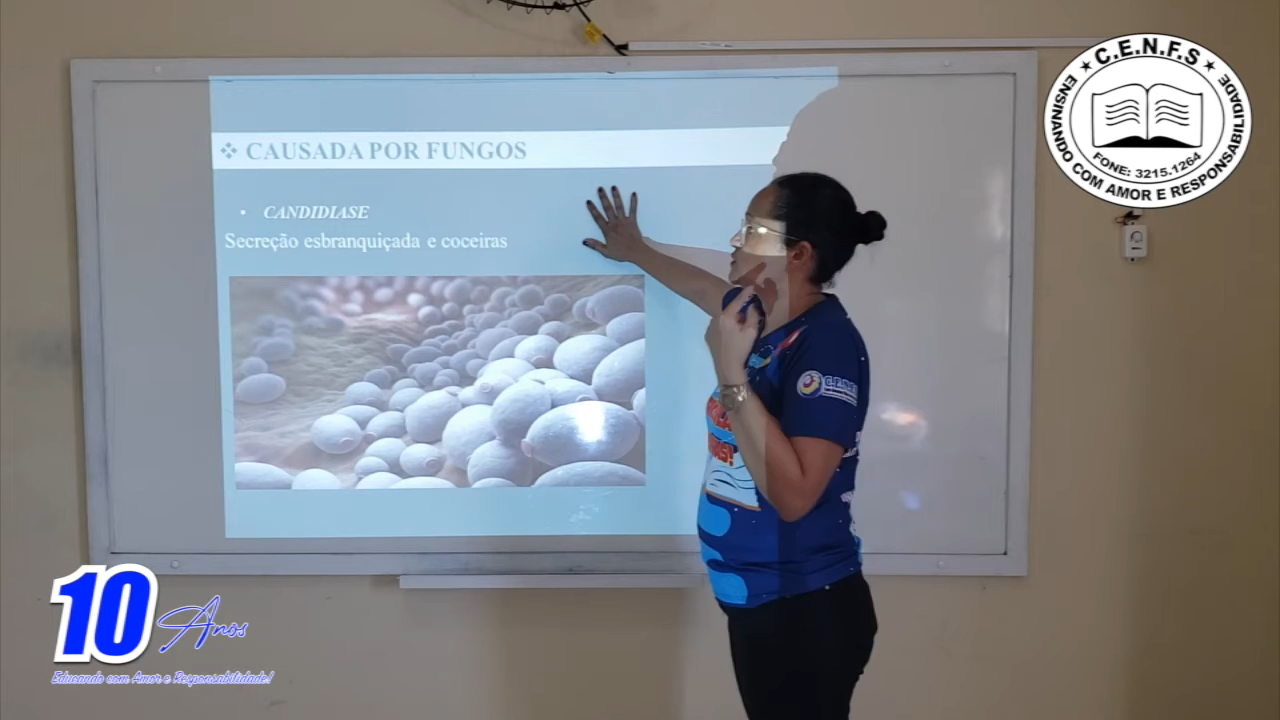 C.E.N.F.S
ENSINANDO COM AMOR E RESPONSABILIDADE
FONE: 3215.1264
❖ CAUSADA POR FUNGOS
• CANDIDIASE
Secreção esbranquiçada e coceiras
C.E.N.F.S
10 Anos
Educando com Amor e Responsabilidade!